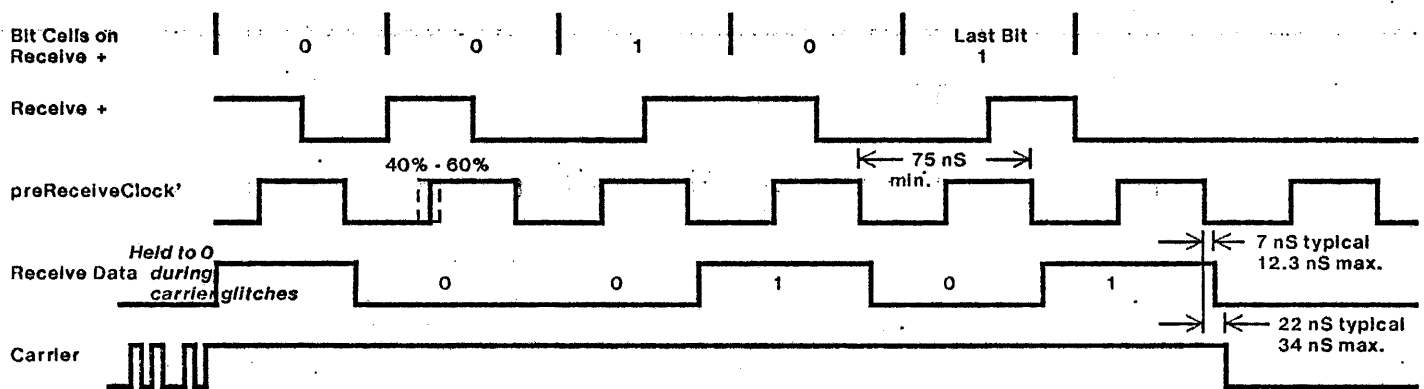 Bit Cells on
Receive +
0 0 1 0 Last Bit
1
Receive +
40% - 60%
75 nS
min.
preReceiveClock'
Held to 0
during
carrier glitches
Receive Data
0 0 1 0 1
7 nS typical
12.3 nS max.
22 nS typical
34 nS max.
Carrier